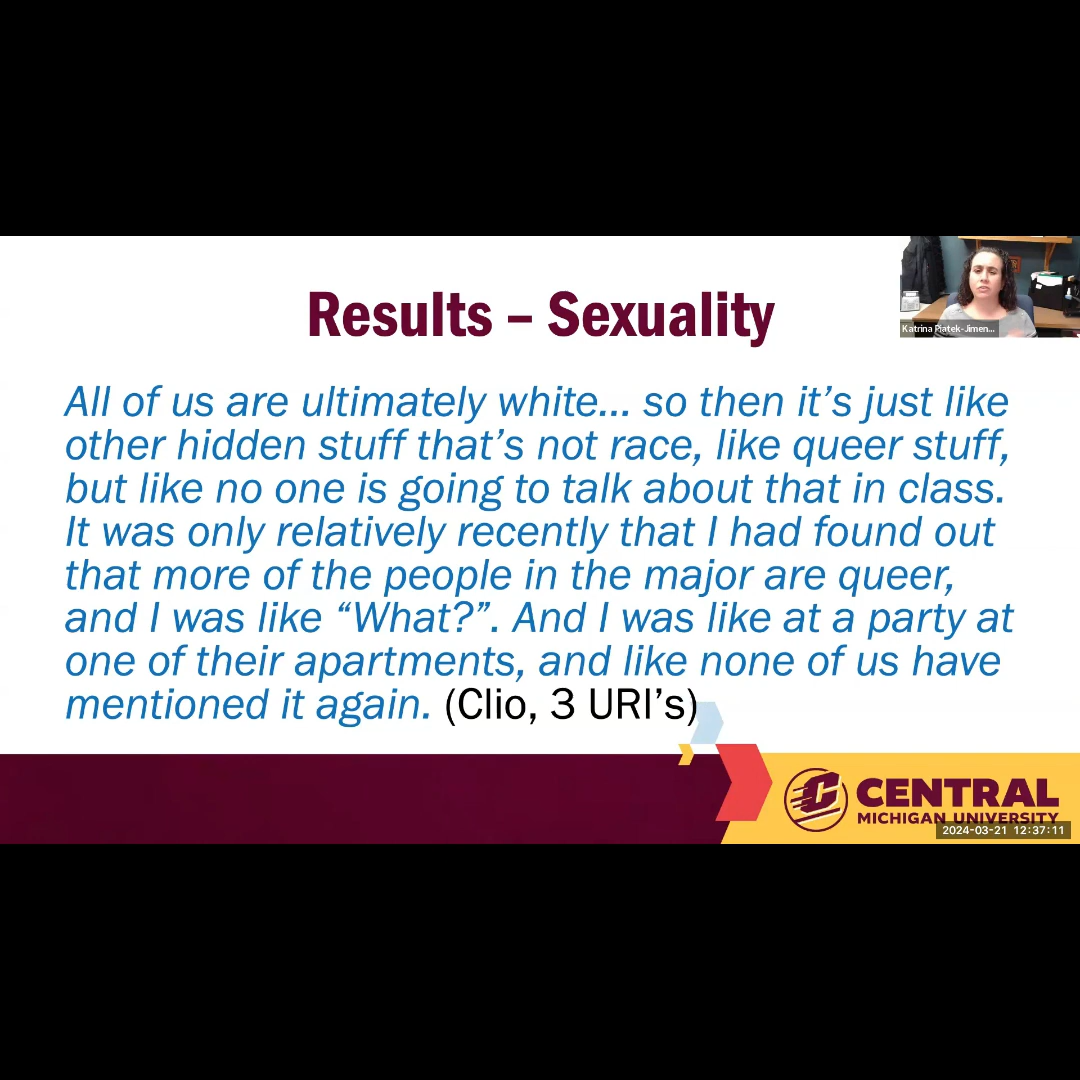 Results – Sexuality
Katrina Piatek-Jimen...
All of us are ultimately white... so then it’s just like
other hidden stuff that’s not race, like queer stuff,
but like no one is going to talk about that in class.
It was only relatively recently that I had found out
that more of the people in the major are queer,
and I was like “What?”. And I was like at a party at
one of their apartments, and like none of us have
mentioned it again. (Clio, 3 URI’s)
CENTRAL
MICHIGAN UNIVERSITY
2024-03-21 12:37:11